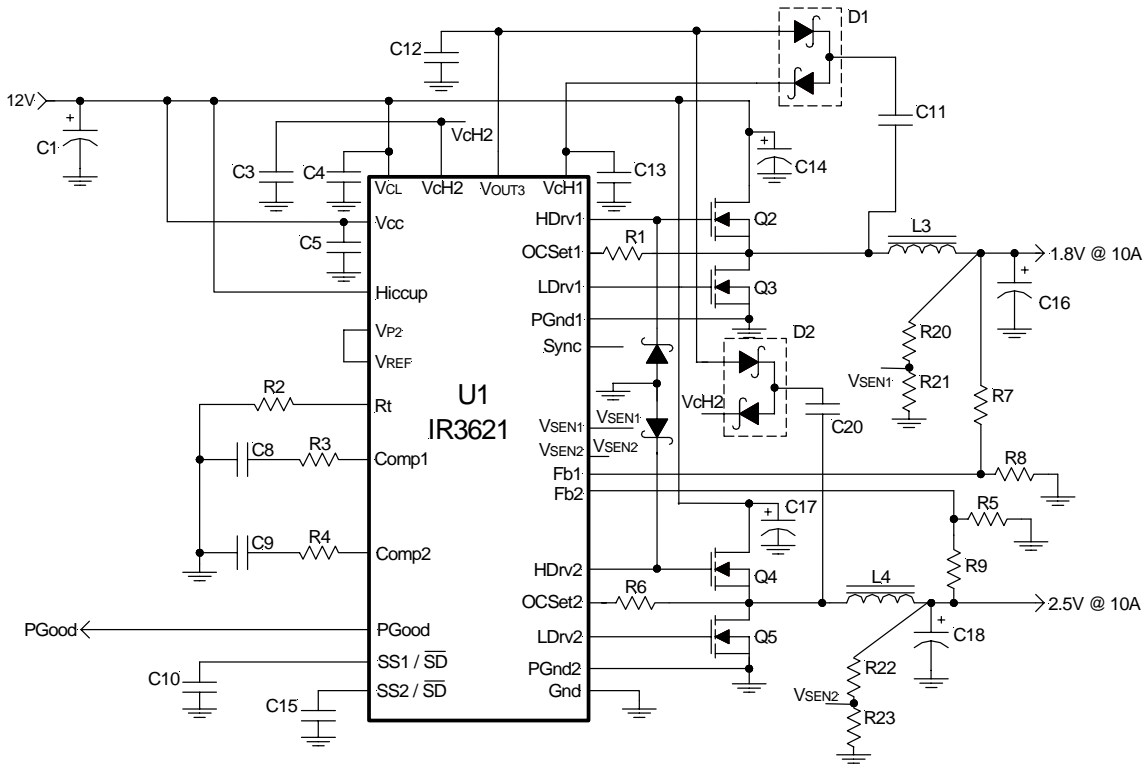 D1
C12
12V
C11
+
C1
VcH2
C3
C4
C13
+
C14
VCL
VcH2
VOUT3
VcH1
Vcc
HDrv1
Q2
C5
L3
OCSet1
R1
1.8V @ 10A
LDrv1
Q3
+
C16
Hiccup
PGnd1
D2
R20
VP2
Sync
VREF
VSEN1
R21
U1
R2
Rt
VcH2
R7
IR3621
C20
VSEN1
VSEN1
C8
R3
Comp1
VSEN2
VSEN2
R8
Fb1
Fb2
+
C17
R5
C9
R4
Comp2
R9
HDrv2
Q4
L4
OCSet2
R6
2.5V @ 10A
PGood
PGood
LDrv2
Q5
+
C18
SS1 / SD
PGnd2
R22
C10
SS2 / SD
Gnd
VSEN2
C15
R23